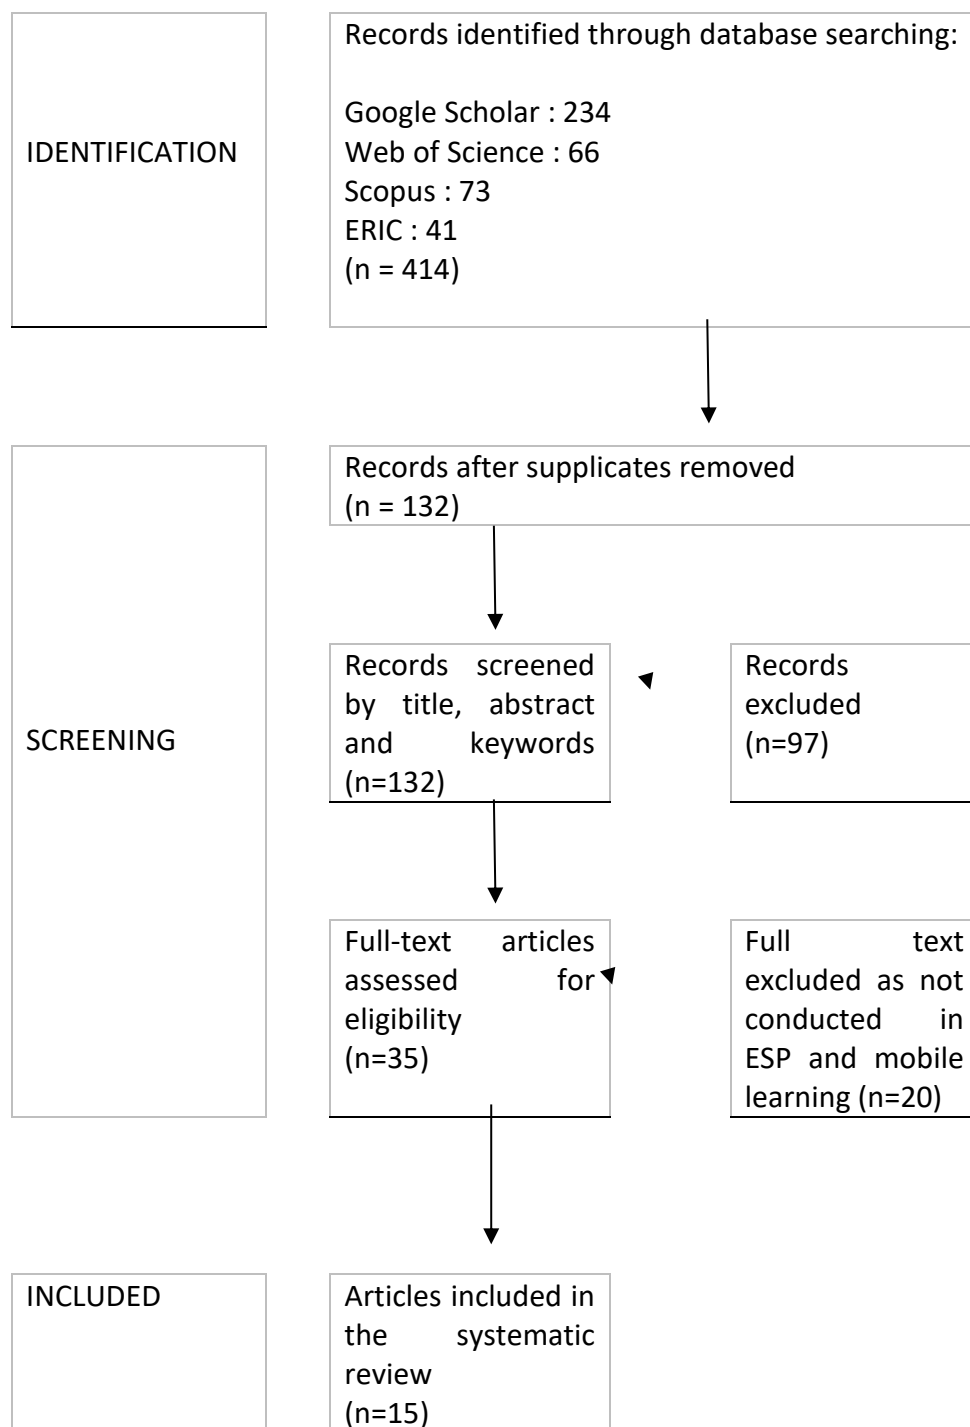 IDENTIFICATION
Records identified through database searching:
Google Scholar : 234
Web of Science : 66
Scopus : 73
ERIC : 41
(n = 414)
SCREENING
Records after supplicates removed
(n = 132)
Records screened
by title, abstract
and keywords
(n=132)
Records
excluded
(n=97)
Full-text articles
assessed for
eligibility
(n=35)
Full text
excluded as not
conducted in
ESP and mobile
learning (n=20)
INCLUDED
Articles included in
the systematic
review
(n=15)